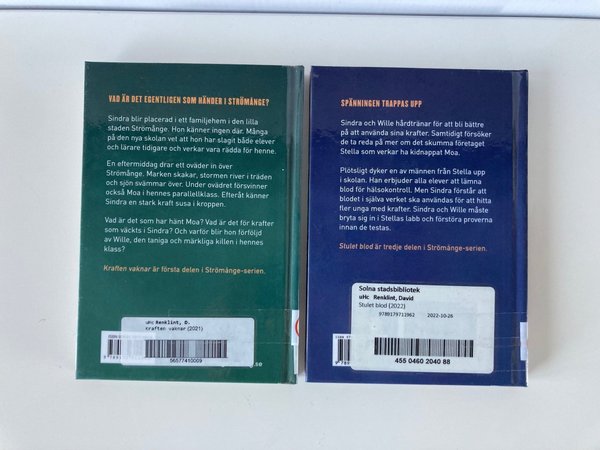 VAD ÄR DET EGENTLIGEN SOM HÄNDER I STRÖMÅNGE?
Sindra blir placerad i ett familjehem i den lilla
staden Strömånge. Hon känner ingen där. Många
på den nya skolan vet att hon har slagit både elever
och lärare tidigare och verkar vara rädda för henne.
En eftermiddag drar ett oväder in över
Strömånge. Marken skakar, stormen river i träden
och sjön svämmar över. Under ovädret försvinner
också Moa i hennes parallellklass. Efteråt känner
Sindra en stark kraft susa i kroppen.
Vad är det som har hänt Moa? Vad är det för krafter
som väckts i Sindra? Och varför blir hon förföljd
av Wille, den taniga och märkliga killen i hennes
klass?
Kraften vaknar är första delen i Strömånge-serien.
uHc Renklint, D.
Kraften vaknar (2021)
56577410009
SPÄNNINGEN TRAPPAS UPP
Sindra och Wille hårdtränar för att bli bättre
på att använda sina krafter. Samtidigt försöker
de ta reda på mer om det skumma företaget
Stella som verkar ha kidnappat Moa.
Plötsligt dyker en av männen från Stella upp
i skolan. Han erbjuder alla elever att lämna
blod för hälsokontroll. Men Sindra förstår att
blodet i själva verket ska användas för att hitta
fler unga med krafter. Sindra och Wille måste
bryta sig in i Stellas labb och förstöra proverna
innan de testas.
Stulet blod är tredje delen i Strömånge-serien.
Solna stadsbibliotek
uHc Renklint, David
Stulet blod (2022)
9789179711962 2022-10-26
455 0460 2040 88